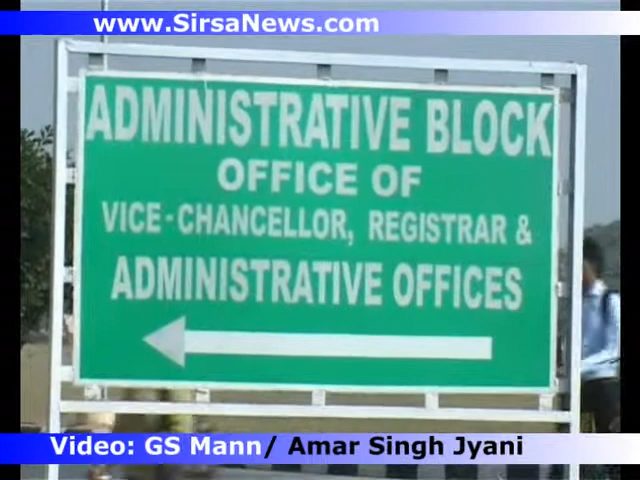 www.SirsaNews.com
ADMINISTRATIVE BLOCK
OFFICE OF
VICE-CHANCELLOR, REGISTRAR &
ADMINISTRATIVE OFFICES
Video: GS Mann/ Amar Singh Jyani